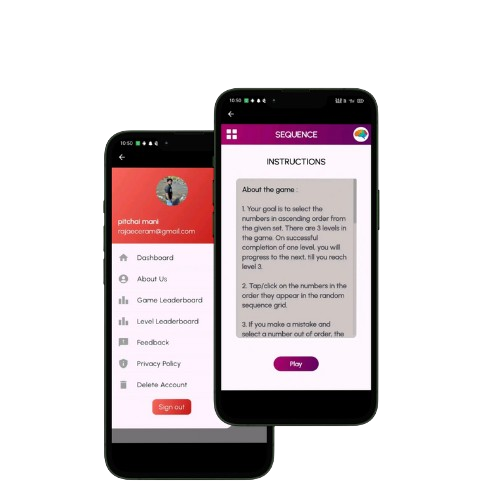 10:50
pitchai mani
rajaeceram@gmail.com
Dashboard
About Us
Game Leaderboard
Level Leaderboard
Feedback
Privacy Policy
Delete Account
Sign out
10:50
SEQUENCE
INSTRUCTIONS
About the game :
1. Your goal is to select the
numbers in ascending order from
the given set. There are 3 levels in
the game. On successful
completion of one level, you will
progress to the next, till you reach
level 3.
2. Tap/click on the numbers in the
order they appear in the random
sequence grid.
3. If you make a mistake and
select a number out of order, the
Play